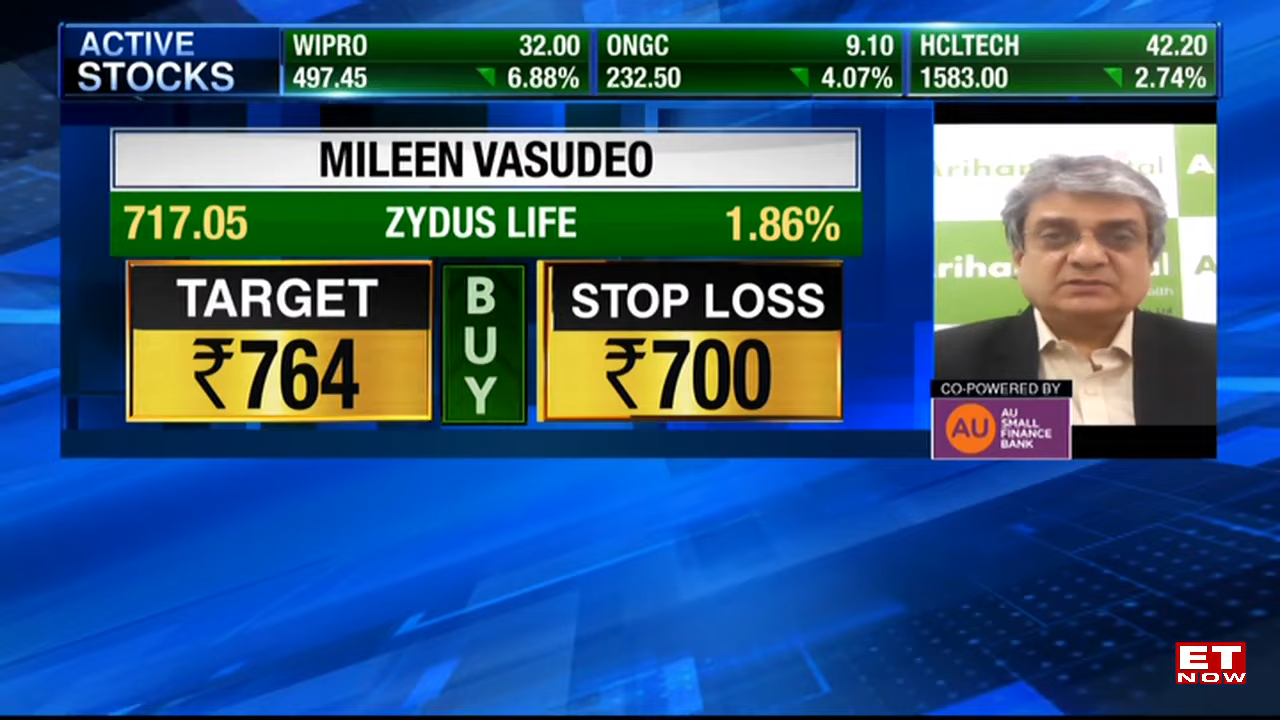 ACTIVE
STOCKS
WIPRO 32.00
497.45 6.88%
ONGC 9.10
232.50 4.07%
HCLTECH 42.20
1583.00 2.74%
MILEEN VASUDEO
717.05 ZYDUS LIFE 1.86%
TARGET
₹764
BUY
STOP LOSS
₹700
CO-POWERED BY
AU
AU
SMALL
FINANCE
BANK
ET
NOW